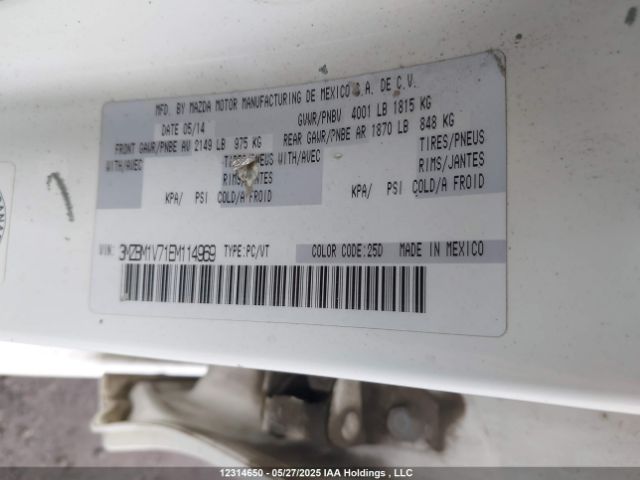 MFD. BY MAZDA MOTOR MANUFACTURING DE MEXICO S.A. DE C.V.
DATE 05/14 GVWR/PNBV 4001 LB 1815 KG
FRONT GAWR/PNBE AV 2149 LB 975 KG REAR GAWR/PNBE AR 1870 LB 848 KG
WITH/AVEC TIRES/PNEUS WITH/AVEC TIRES/PNEUS
RIMS/JANTES RIMS/JANTES
KPA/ PSI COLD/A FROID KPA/ PSI COLD/A FROID
VIN: 3MZBM1V71EM114969 TYPE:PC/VT COLOR CODE:25D MADE IN MEXICO
12314650 - 05/27/2025 IAA Holdings , LLC